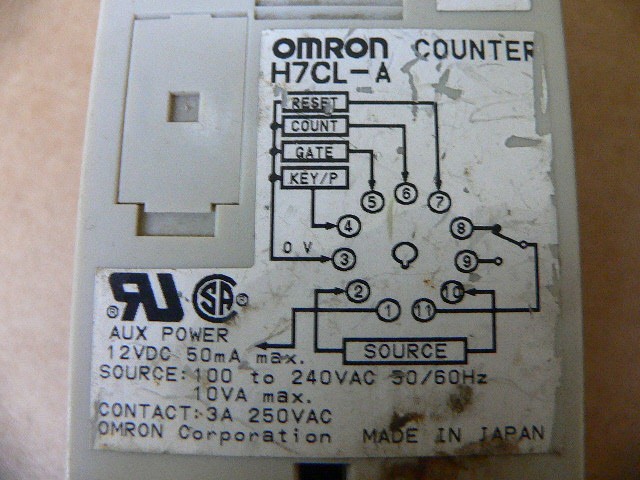 OMRON COUNTER
H7CL-A
RESET
COUNT
GATE
KEY/P
5 6 7
4 8
0 V 3 9
2 10
1 11
SOURCE
AUX POWER
12VDC 50mA max.
SOURCE: 100 to 240VAC 50/60Hz
10VA max.
CONTACT: 3A 250VAC
OMRON Corporation MADE IN JAPAN